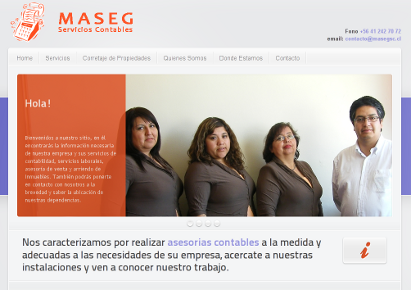 MASEG
Servicios Contables
Fono +56 41 262 70 72
email: contacto@masegsc.cl
Home Servicios Corretaje de Propiedades Quienes Somos Donde Estamos Contacto
Hola!
Bienvenidos a nuestro sitio, en él
encontrarás la información necesaria
de nuestra empresa y sus servicios de
contabilidad, servicios laborales,
asesoria de venta y arriendo de
inmuebles. También podrás ponerte
en contacto con nosotros a la
brevedad y saber la ubicación de
nuestras dependencias.
Nos caracterizamos por realizar asesorias contables a la medida y
adecuadas a las necesidades de su empresa, acercate a nuestras
instalaciones y ven a conocer nuestro trabajo.
i